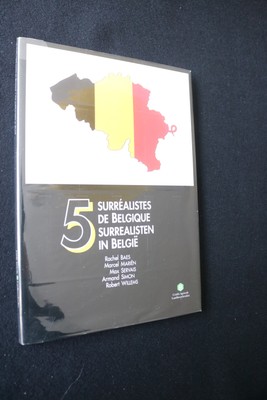 5 SURRÉALISTES
DE BELGIQUE
SURREALISTEN
IN BELGIË
Rachel BAES
Marcel MARIËN
Max SERVAIS
Armand SIMON
Robert WILLEMS